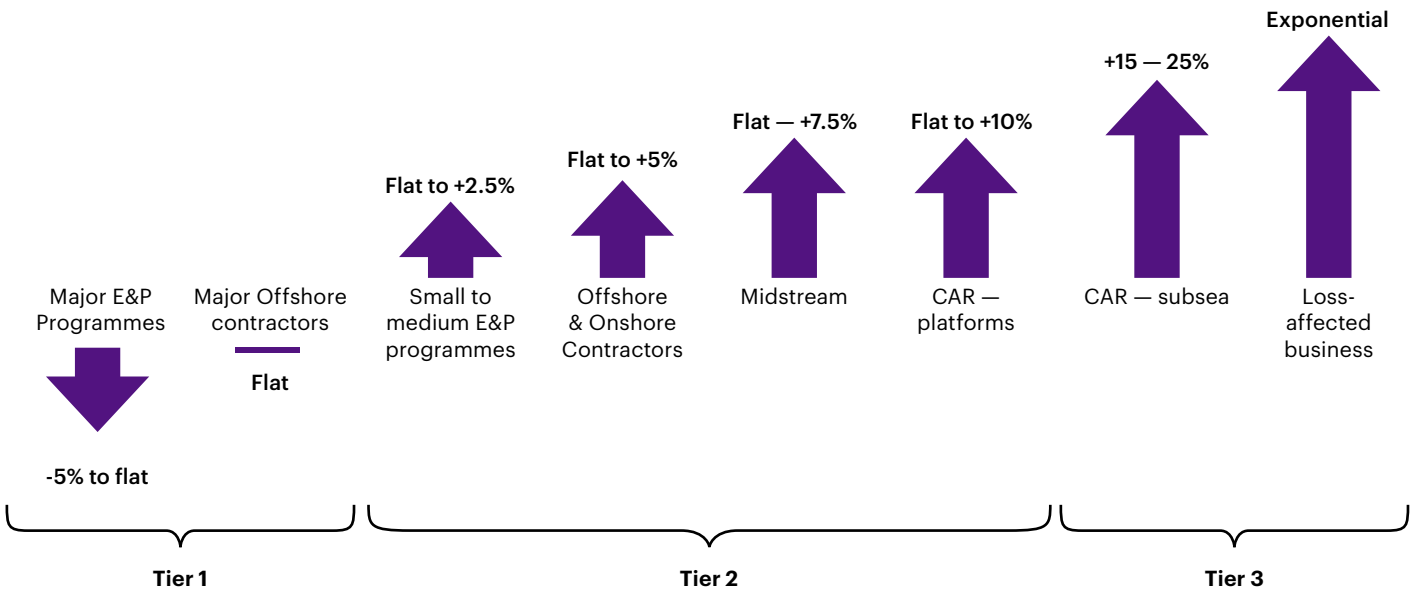 Exponential
+15 — 25%
Flat — +7.5%
Flat to +10%
Flat to +5%
Flat to +2.5%
Major E&P
Programmes
Major Offshore
contractors
Small to
medium E&P
programmes
Offshore
& Onshore
Contractors
Midstream
CAR —
platforms
CAR — subsea
Loss-
affected
business
Flat
-5% to flat
Tier 1
Tier 2
Tier 3